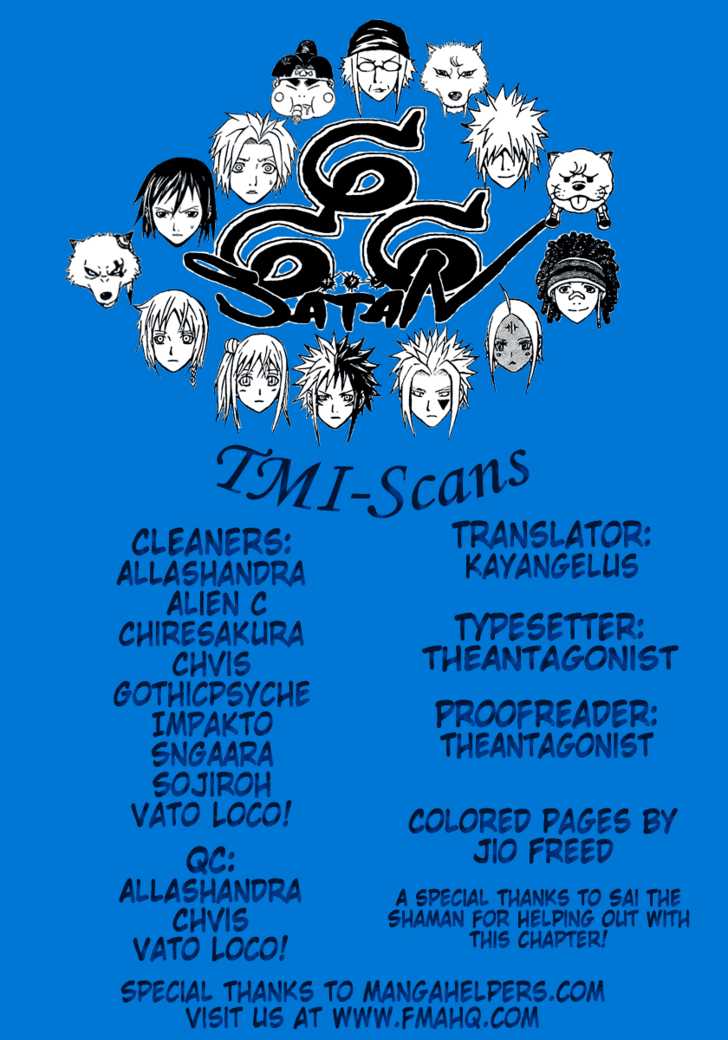 666
SATAN
TMI-Scans
CLEANERS:
ALLASHANDRA
ALIEN C
CHIRESAKURA
CHVIS
GOTHICPSYCHE
IMPAKTO
SNGAARA
SOJIROH
VATO LOCO!
QC:
ALLASHANDRA
CHVIS
VATO LOCO!
TRANSLATOR:
KAYANGELUS
TYPESETTER:
THEANTAGONIST
PROOFREADER:
THEANTAGONIST
COLORED PAGES BY
JIO FREED
A SPECIAL THANKS TO SAI THE
SHAMAN FOR HELPING OUT WITH
THIS CHAPTER!
SPECIAL THANKS TO MANGAHELPERS.COM
VISIT US AT WWW.FMAHQ.COM